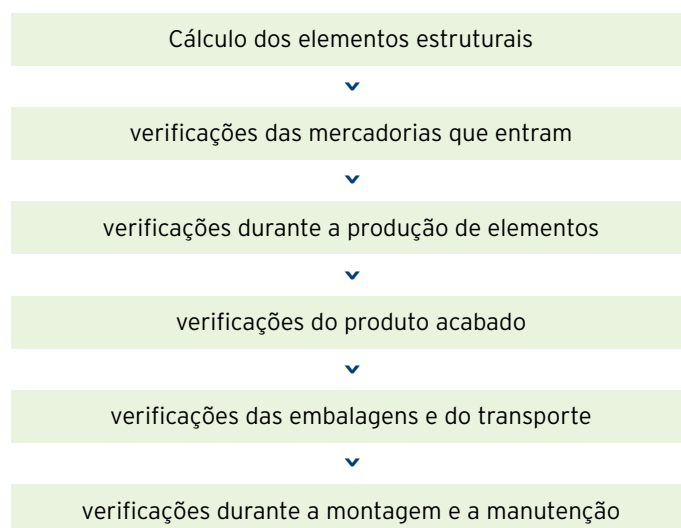 Cálculo dos elementos estruturais
verificações das mercadorias que entram
verificações durante a produção de elementos
verificações do produto acabado
verificações das embalagens e do transporte
verificações durante a montagem e a manutenção